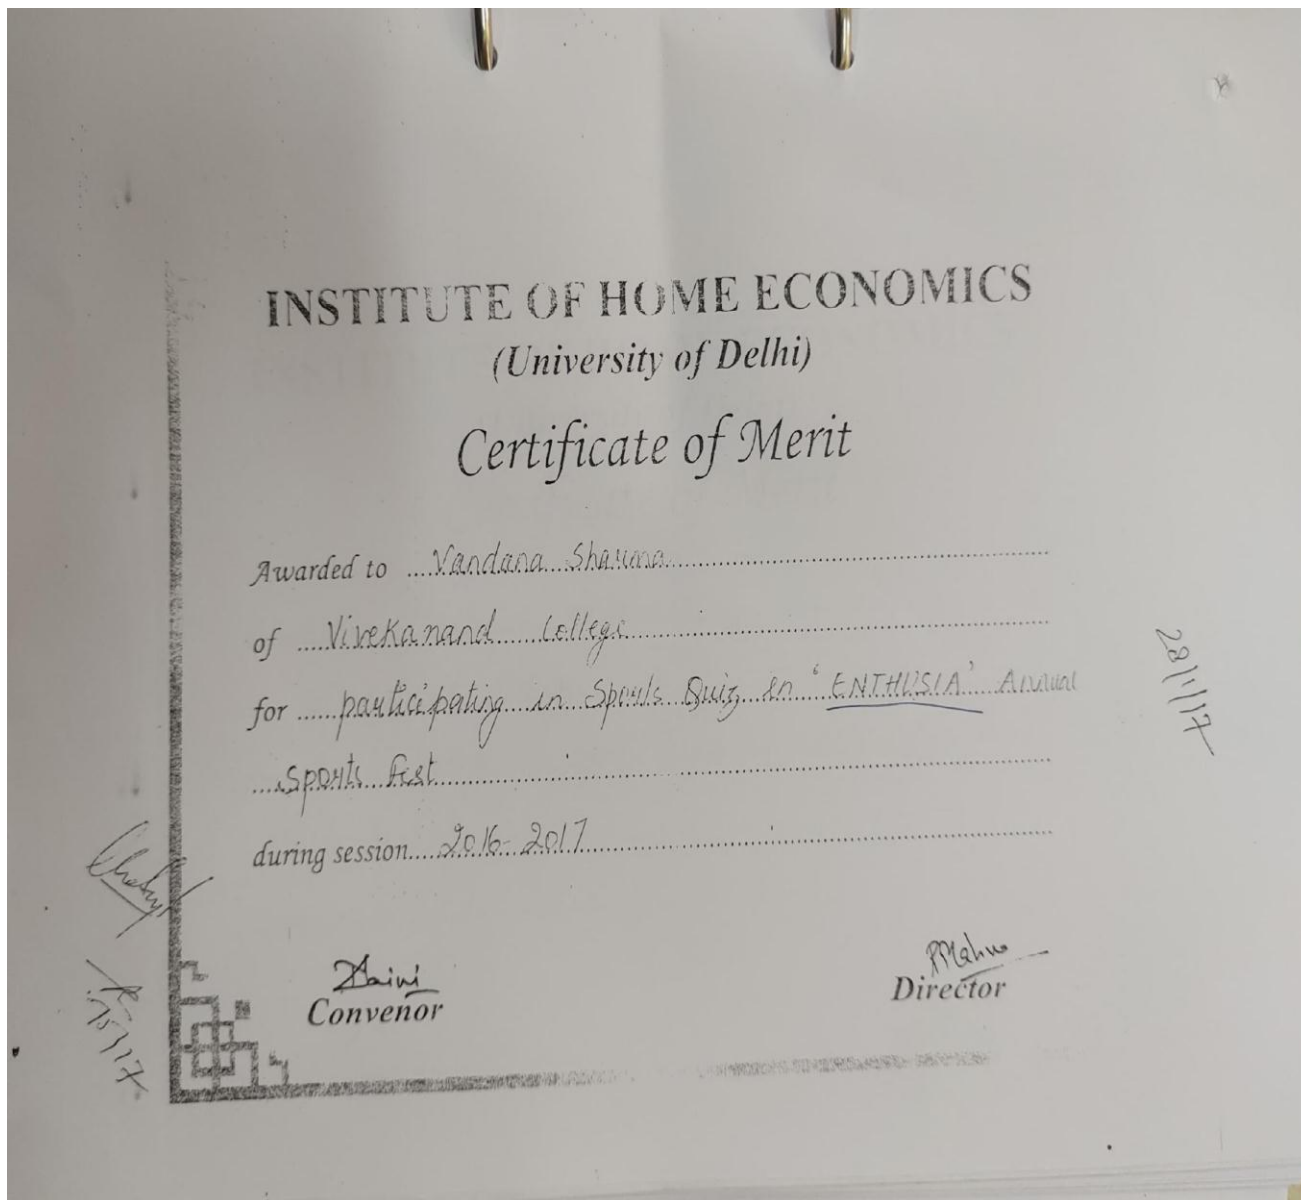 INSTITUTE OF HOME ECONOMICS
(University of Delhi)
Certificate of Merit
Awarded to Vandana Sharma
of Vivekanand College
for participating in Sports Quiz in 'ENTHUSIA' Annual
Sports fest
during session 2016-2017
28/1/17
Convenor
Director